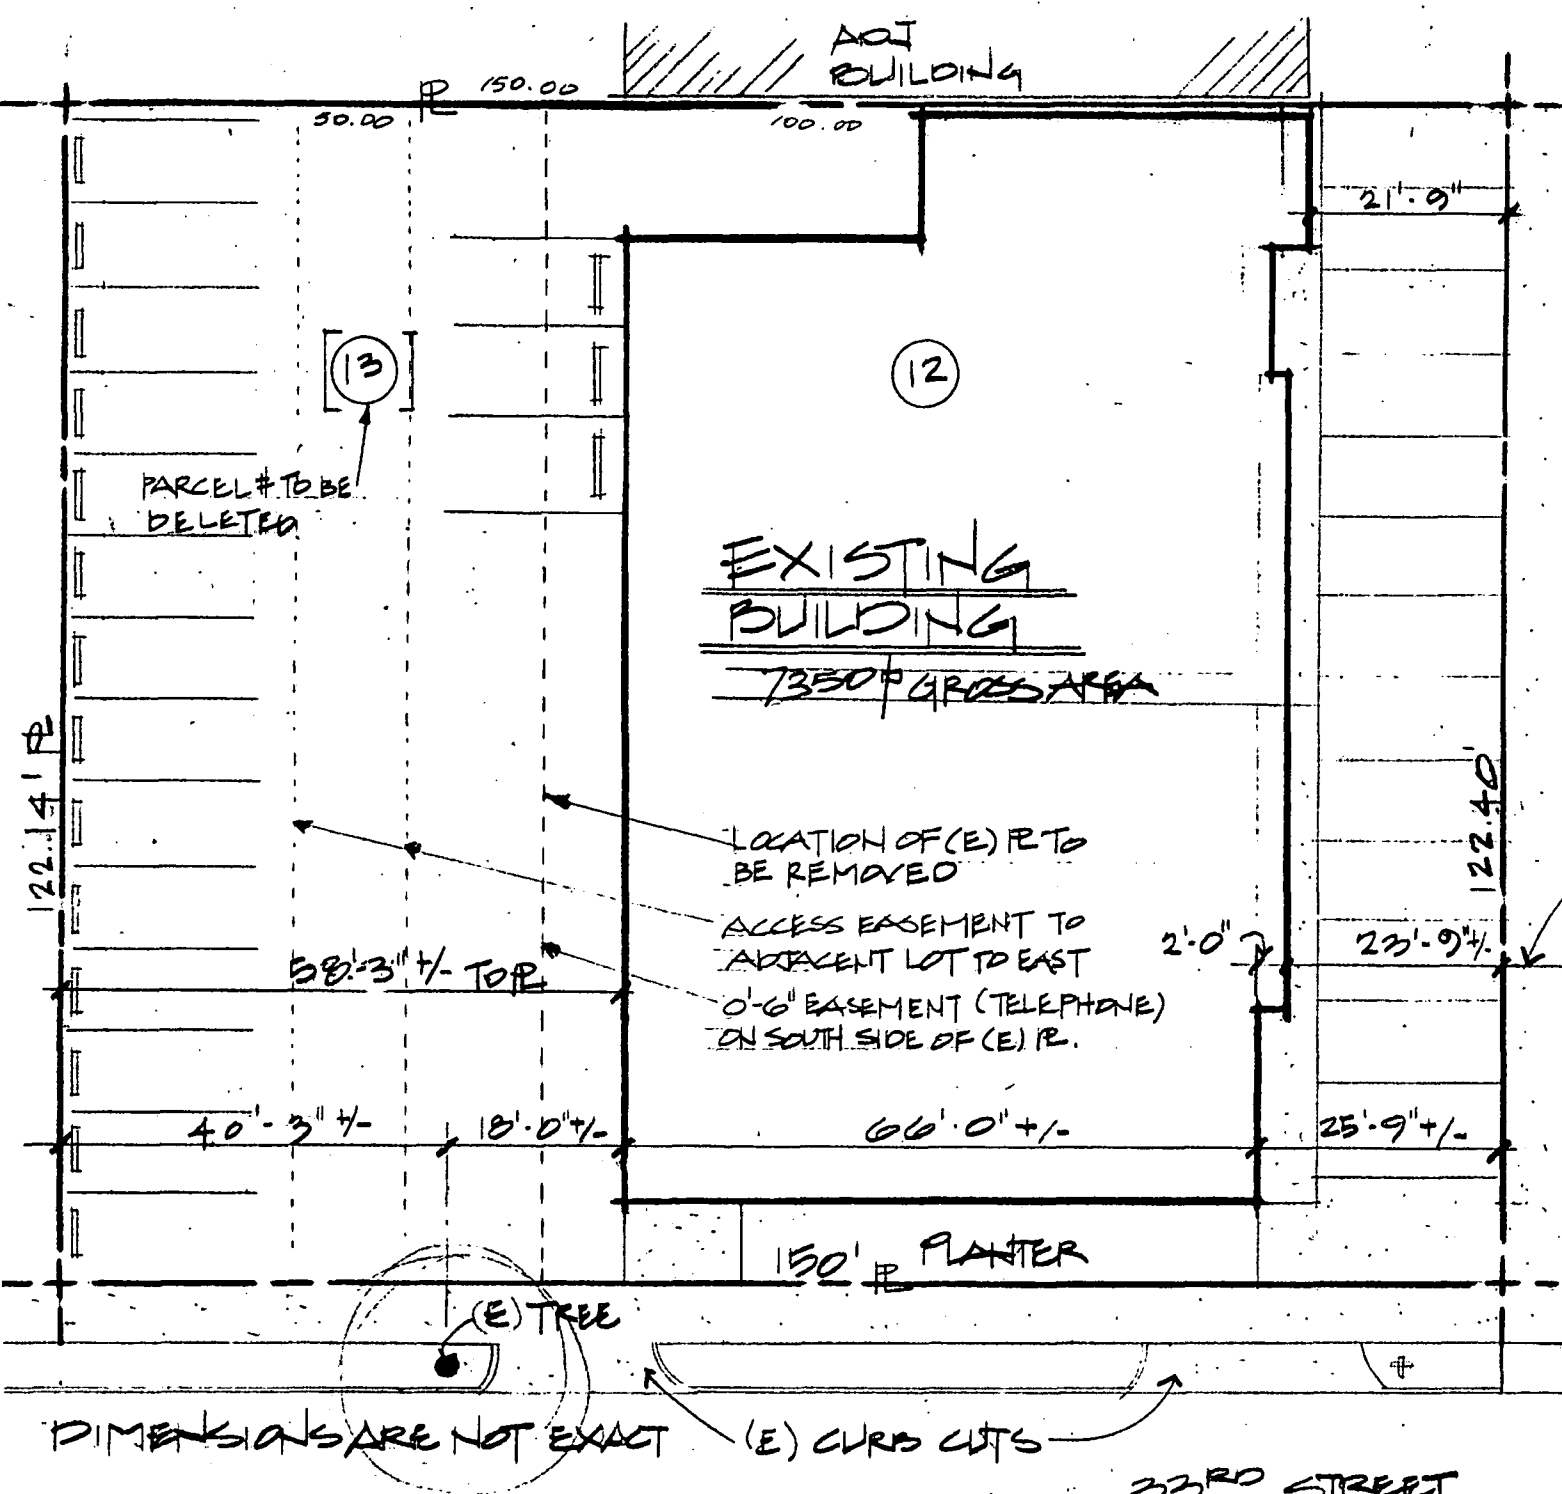 ADJ
BUILDING
150.00
50.00
100.00
21'-9"
13
12
PARCEL # TO BE
DELETED
EXISTING
BUILDING
7350 GROSS AREA
122.14' PL
122.40'
LOCATION OF (E) PL TO
BE REMOVED
ACCESS EASEMENT TO
ADJACENT LOT TO EAST
2'-0"
23'-9"+/-
58'-3" +/- TO PL
0'-6" EASEMENT (TELEPHONE)
ON SOUTH SIDE OF (E) PL.
40'-3" +/-
18'-0"+/-
66'-0"+/-
25'-9"+/-
150' PL
PLANTER
(E) TREE
DIMENSIONS ARE NOT EXACT
(E) CURB CUTS
33RD STREET